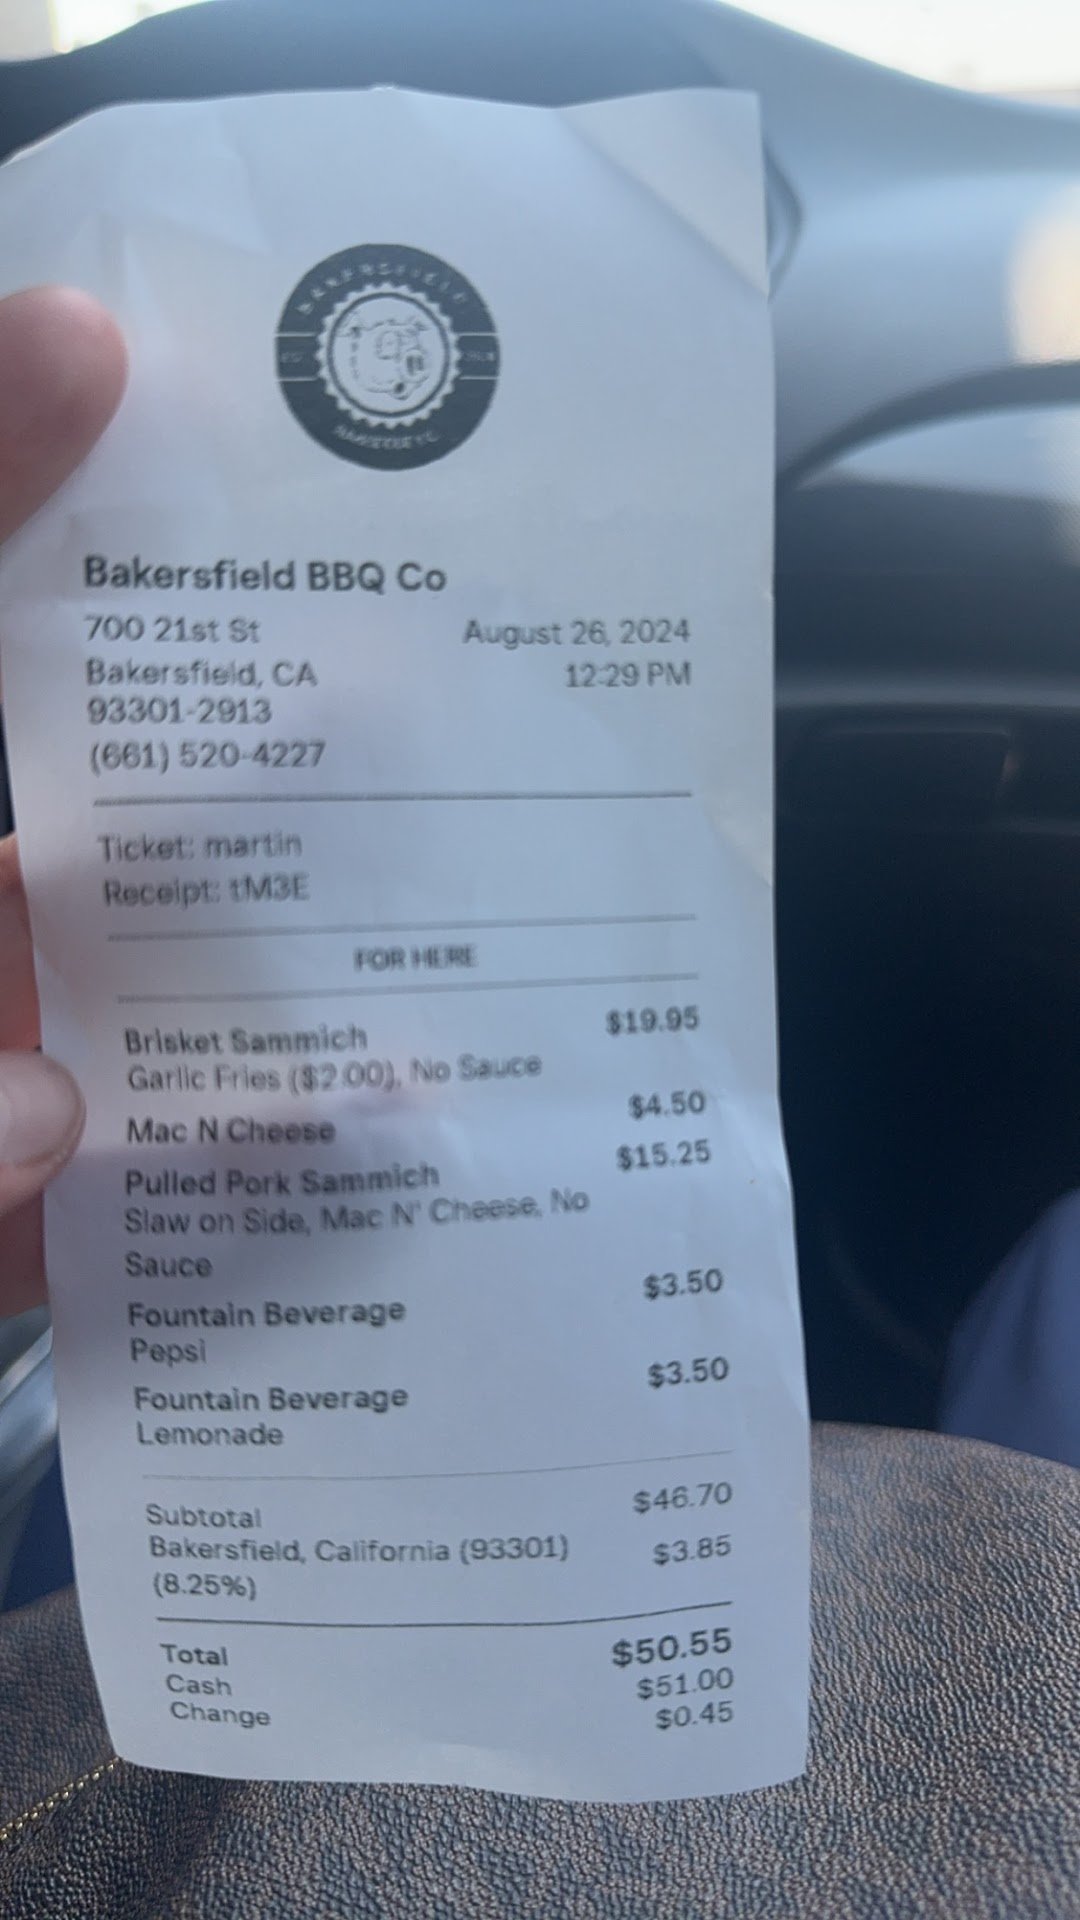 BAKERSFIELD
Bakersfield BBQ Co
700 21st St
August 26, 2024
Bakersfield, CA
12:29 PM
93301-2913
(661) 520-4227
Ticket: martin
Receipt: tM3E
FOR HERE
Brisket Sammich $19.95
Garlic Fries ($2.00), No Sauce
Mac N Cheese $4.50
Pulled Pork Sammich $15.25
Slaw on Side, Mac N' Cheese, No
Sauce
Fountain Beverage $3.50
Pepsi
Fountain Beverage $3.50
Lemonade
Subtotal $46.70
Bakersfield, California (93301) $3.85
(8.25%)
Total $50.55
Cash $51.00
Change $0.45